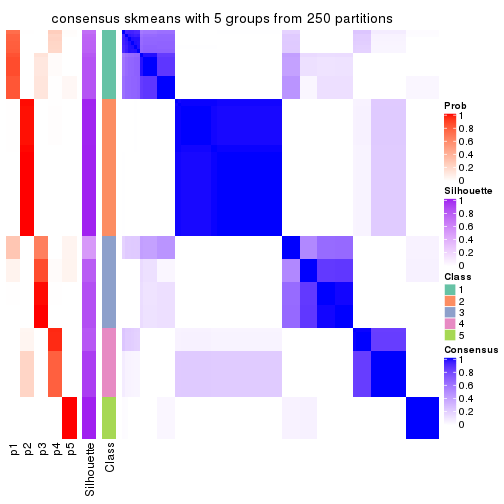 consensus skmeans with 5 groups from 250 partitions
Prob
1
0.8
0.6
0.4
0.2
0
Silhouette
1
0.8
0.6
0.4
0.2
0
Class
1
2
3
4
5
Consensus
1
0.8
0.6
0.4
0.2
0
p1
p2
p3
p4
p5
Silhouette
Class